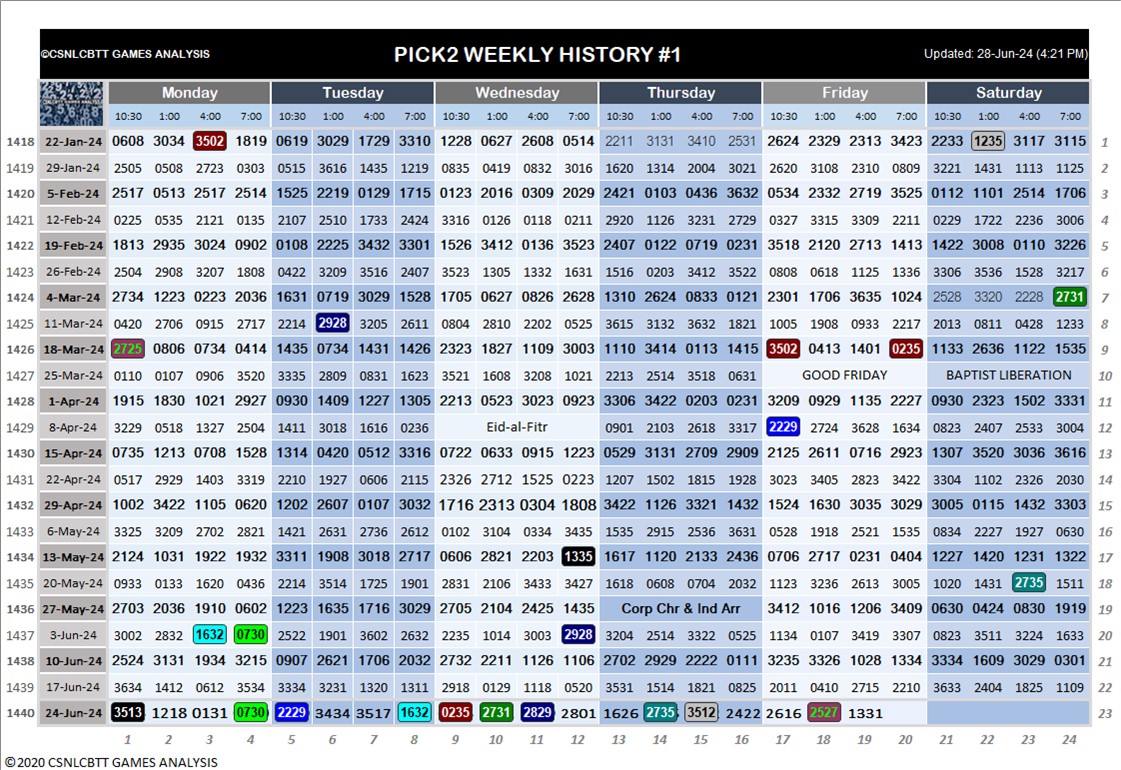 ©CSNLCBTT GAMES ANALYSIS PICK2 WEEKLY HISTORY #1 Updated: 28-Jun-24 (4:21 PM)
Monday Tuesday Wednesday Thursday Friday Saturday
10:30 1:00 4:00 7:00 10:30 1:00 4:00 7:00 10:30 1:00 4:00 7:00 10:30 1:00 4:00 7:00 10:30 1:00 4:00 7:00 10:30 1:00 4:00 7:00
1418 22-Jan-24 0608 3034 3502 1819 0619 3029 1729 3310 1228 0627 2608 0514 2211 3131 3410 2531 2624 2329 2313 3423 2233 1235 3117 3115 1
1419 29-Jan-24 2505 0508 2723 0303 0515 3616 1435 1219 0835 0419 0832 3016 1620 1314 2004 3021 2620 3108 2310 0809 3221 1431 1113 1125 2
1420 5-Feb-24 2517 0513 2517 2514 1525 2219 0129 1715 0123 2016 0309 2029 2421 0103 0436 3632 0534 2332 2719 3525 0112 1101 2514 1706 3
1421 12-Feb-24 0225 0535 2121 0135 2107 2510 1733 2424 3316 0126 0118 0211 2920 1126 3231 2729 0327 3315 3309 2211 0229 1722 2236 3006 4
1422 19-Feb-24 1813 2935 3024 0902 0108 2225 3432 3301 1526 3412 0136 3523 2407 0122 0719 0231 3518 2120 2713 1413 1422 3008 0110 3226 5
1423 26-Feb-24 2504 2908 3207 1808 0422 3209 3516 2407 3523 1305 1332 1631 1516 0203 3412 3522 0808 0618 1125 1336 3306 3536 1528 3217 6
1424 4-Mar-24 2734 1223 0223 2036 1631 0719 3029 1528 1705 0627 0826 2628 1310 2624 0833 0121 2301 1706 3635 1024 2528 3320 2228 2731 7
1425 11-Mar-24 0420 2706 0915 2717 2214 2928 3205 2611 0804 2810 2202 0525 3615 3132 3632 1821 1005 1908 0933 2217 2013 0811 0428 1233 8
1426 18-Mar-24 2725 0806 0734 0414 1435 0734 1431 1426 2323 1827 1109 0003 1110 3414 0113 1415 3502 0413 1401 0235 1133 2636 1122 1535 9
1427 25-Mar-24 0110 0107 0906 3520 3335 2809 0831 1623 3521 1608 3208 1021 2213 2514 3518 0631 GOOD FRIDAY BAPTIST LIBERATION 10
1428 1-Apr-24 1915 1830 1021 2927 0930 1409 1227 1305 2213 0523 3023 0923 3306 3422 0203 0231 3209 0929 1135 2227 0930 2323 1502 3331 11
1429 8-Apr-24 3229 0518 1327 2504 1411 3018 1616 0236 Eid-al-Fitr 0901 2103 2618 3317 2229 2724 3628 1634 0823 2407 2533 3004 12
1430 15-Apr-24 0735 1213 0708 1528 1314 0420 0512 3316 0722 0633 0915 1223 0529 3131 2709 2909 2125 2611 0716 2923 1307 3520 3036 3616 13
1431 22-Apr-24 0517 2929 1403 3319 2210 1927 0606 2115 2326 2712 1525 0223 1207 1502 1815 1928 3023 3405 2823 3422 3304 1102 2326 2030 14
1432 29-Apr-24 1002 3422 1105 0620 1202 2607 0107 3032 1716 2313 0304 1808 3422 1126 3321 1432 1524 1630 3035 3029 3005 0115 1432 3303 15
1433 6-May-24 3325 3209 2702 2821 1421 2631 2736 2612 0102 3104 0334 3435 1535 2915 2536 3631 0528 1918 2521 1535 0834 2227 1927 0630 16
1434 13-May-24 2124 1031 1922 1932 3311 1908 3018 2717 0606 2821 2203 1335 1617 1120 2133 2436 0706 2717 0231 0404 1227 1420 1231 1322 17
1435 20-May-24 0933 0133 1620 0436 2214 3514 1725 1901 2831 2106 3433 3427 1618 0608 0704 2032 1123 3236 2613 3005 1020 1431 2735 1511 18
1436 27-May-24 2703 2036 1910 0602 1223 1635 1716 3029 2705 2104 2425 1435 Corp Chr & Ind Arr 3412 1016 1206 3409 0630 0424 0830 1919 19
1437 3-Jun-24 3002 2832 1632 0730 2522 1901 3602 2632 2235 1014 3003 2928 3204 2514 3322 0525 1134 0107 3419 3307 0823 3511 3224 1633 20
1438 10-Jun-24 2524 3131 1934 3215 0907 2621 1706 2032 2732 2211 1126 1106 2702 2929 2222 0111 3235 3326 1028 1334 3334 1609 3029 0301 21
1439 17-Jun-24 3634 1412 0612 3534 3334 3231 1320 1311 2918 0129 1118 0520 3531 1514 1821 0825 2011 0410 2715 2210 3633 2404 1825 1109 22
1440 24-Jun-24 3513 1218 0131 0730 2229 3434 3517 1632 0235 2731 2829 2801 1626 2735 3512 2422 2616 2527 1331 23
1 2 3 4 5 6 7 8 9 10 11 12 13 14 15 16 17 18 19 20 21 22 23 24
©2020 CSNLCBTT GAMES ANALYSIS